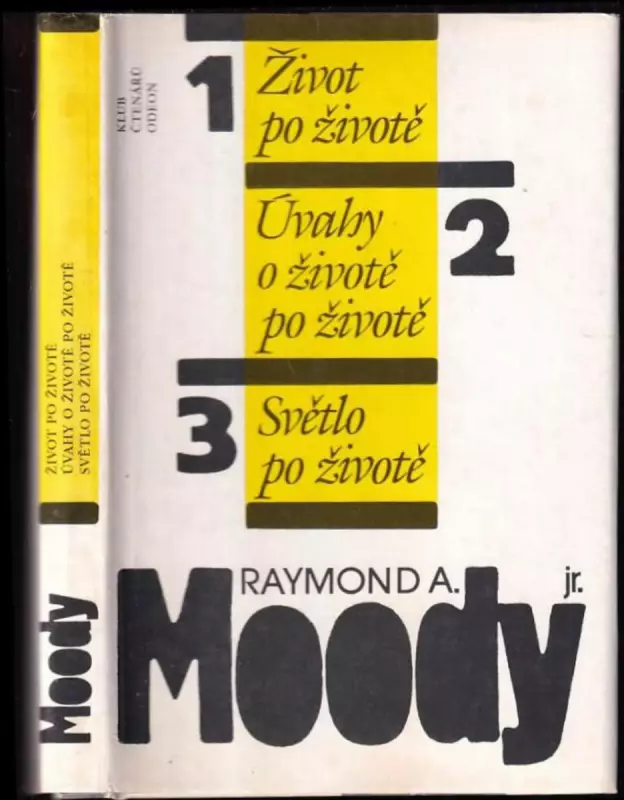 KLUB
ČTENÁRŮ
ODEON
1
Život
po životě
2
Úvahy
o životě
po životě
3
Světlo
po životě
RAYMOND A.
jr.
Moody
ŽIVOT PO ŽIVOTĚ
ÚVAHY O ŽIVOTĚ PO ŽIVOTĚ
SVĚTLO PO ŽIVOTĚ
Moody